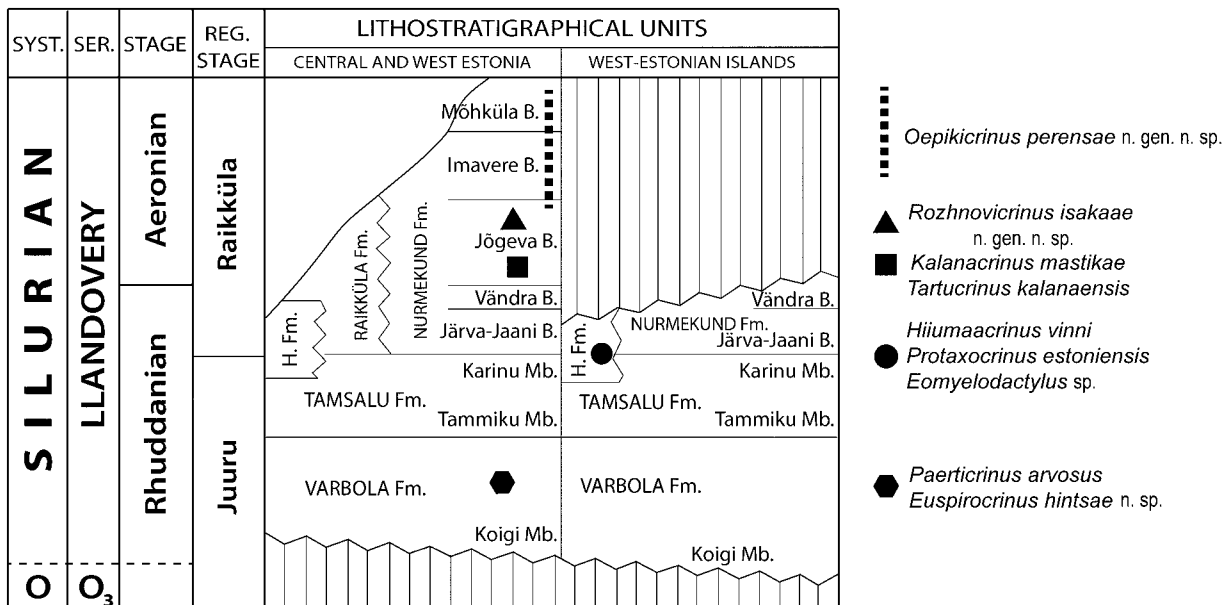 SYST.
SER.
STAGE
REG.
STAGE
LITHOSTRATIGRAPHICAL UNITS
CENTRAL AND WEST ESTONIA
WEST-ESTONIAN ISLANDS
SILURIAN
LLANDOVERY
Aeronian
Rhuddanian
Raikküla
Juuru
O
O3
Mõhküla B.
Imavere B.
Jõgeva B.
Vändra B.
Järva-Jaani B.
RAIKKÜLA Fm.
NURMEKUND Fm.
H. Fm.
Karinu Mb.
TAMSALU Fm.
Tammiku Mb.
VARBOLA Fm.
Koigi Mb.
Vändra B.
NURMEKUND Fm.
Järva-Jaani B.
H. Fm.
Karinu Mb.
TAMSALU Fm.
Tammiku Mb.
VARBOLA Fm.
Koigi Mb.
Oepikicrinus perensae n. gen. n. sp.
Rozhnovicrinus isakaae
n. gen. n. sp.
Kalanacrinus mastikae
Tartucrinus kalanaensis
Hiiumaacrinus vinni
Protaxocrinus estoniensis
Eomyelodactylus sp.
Paerticrinus arvosus
Euspirocrinus hintsae n. sp.